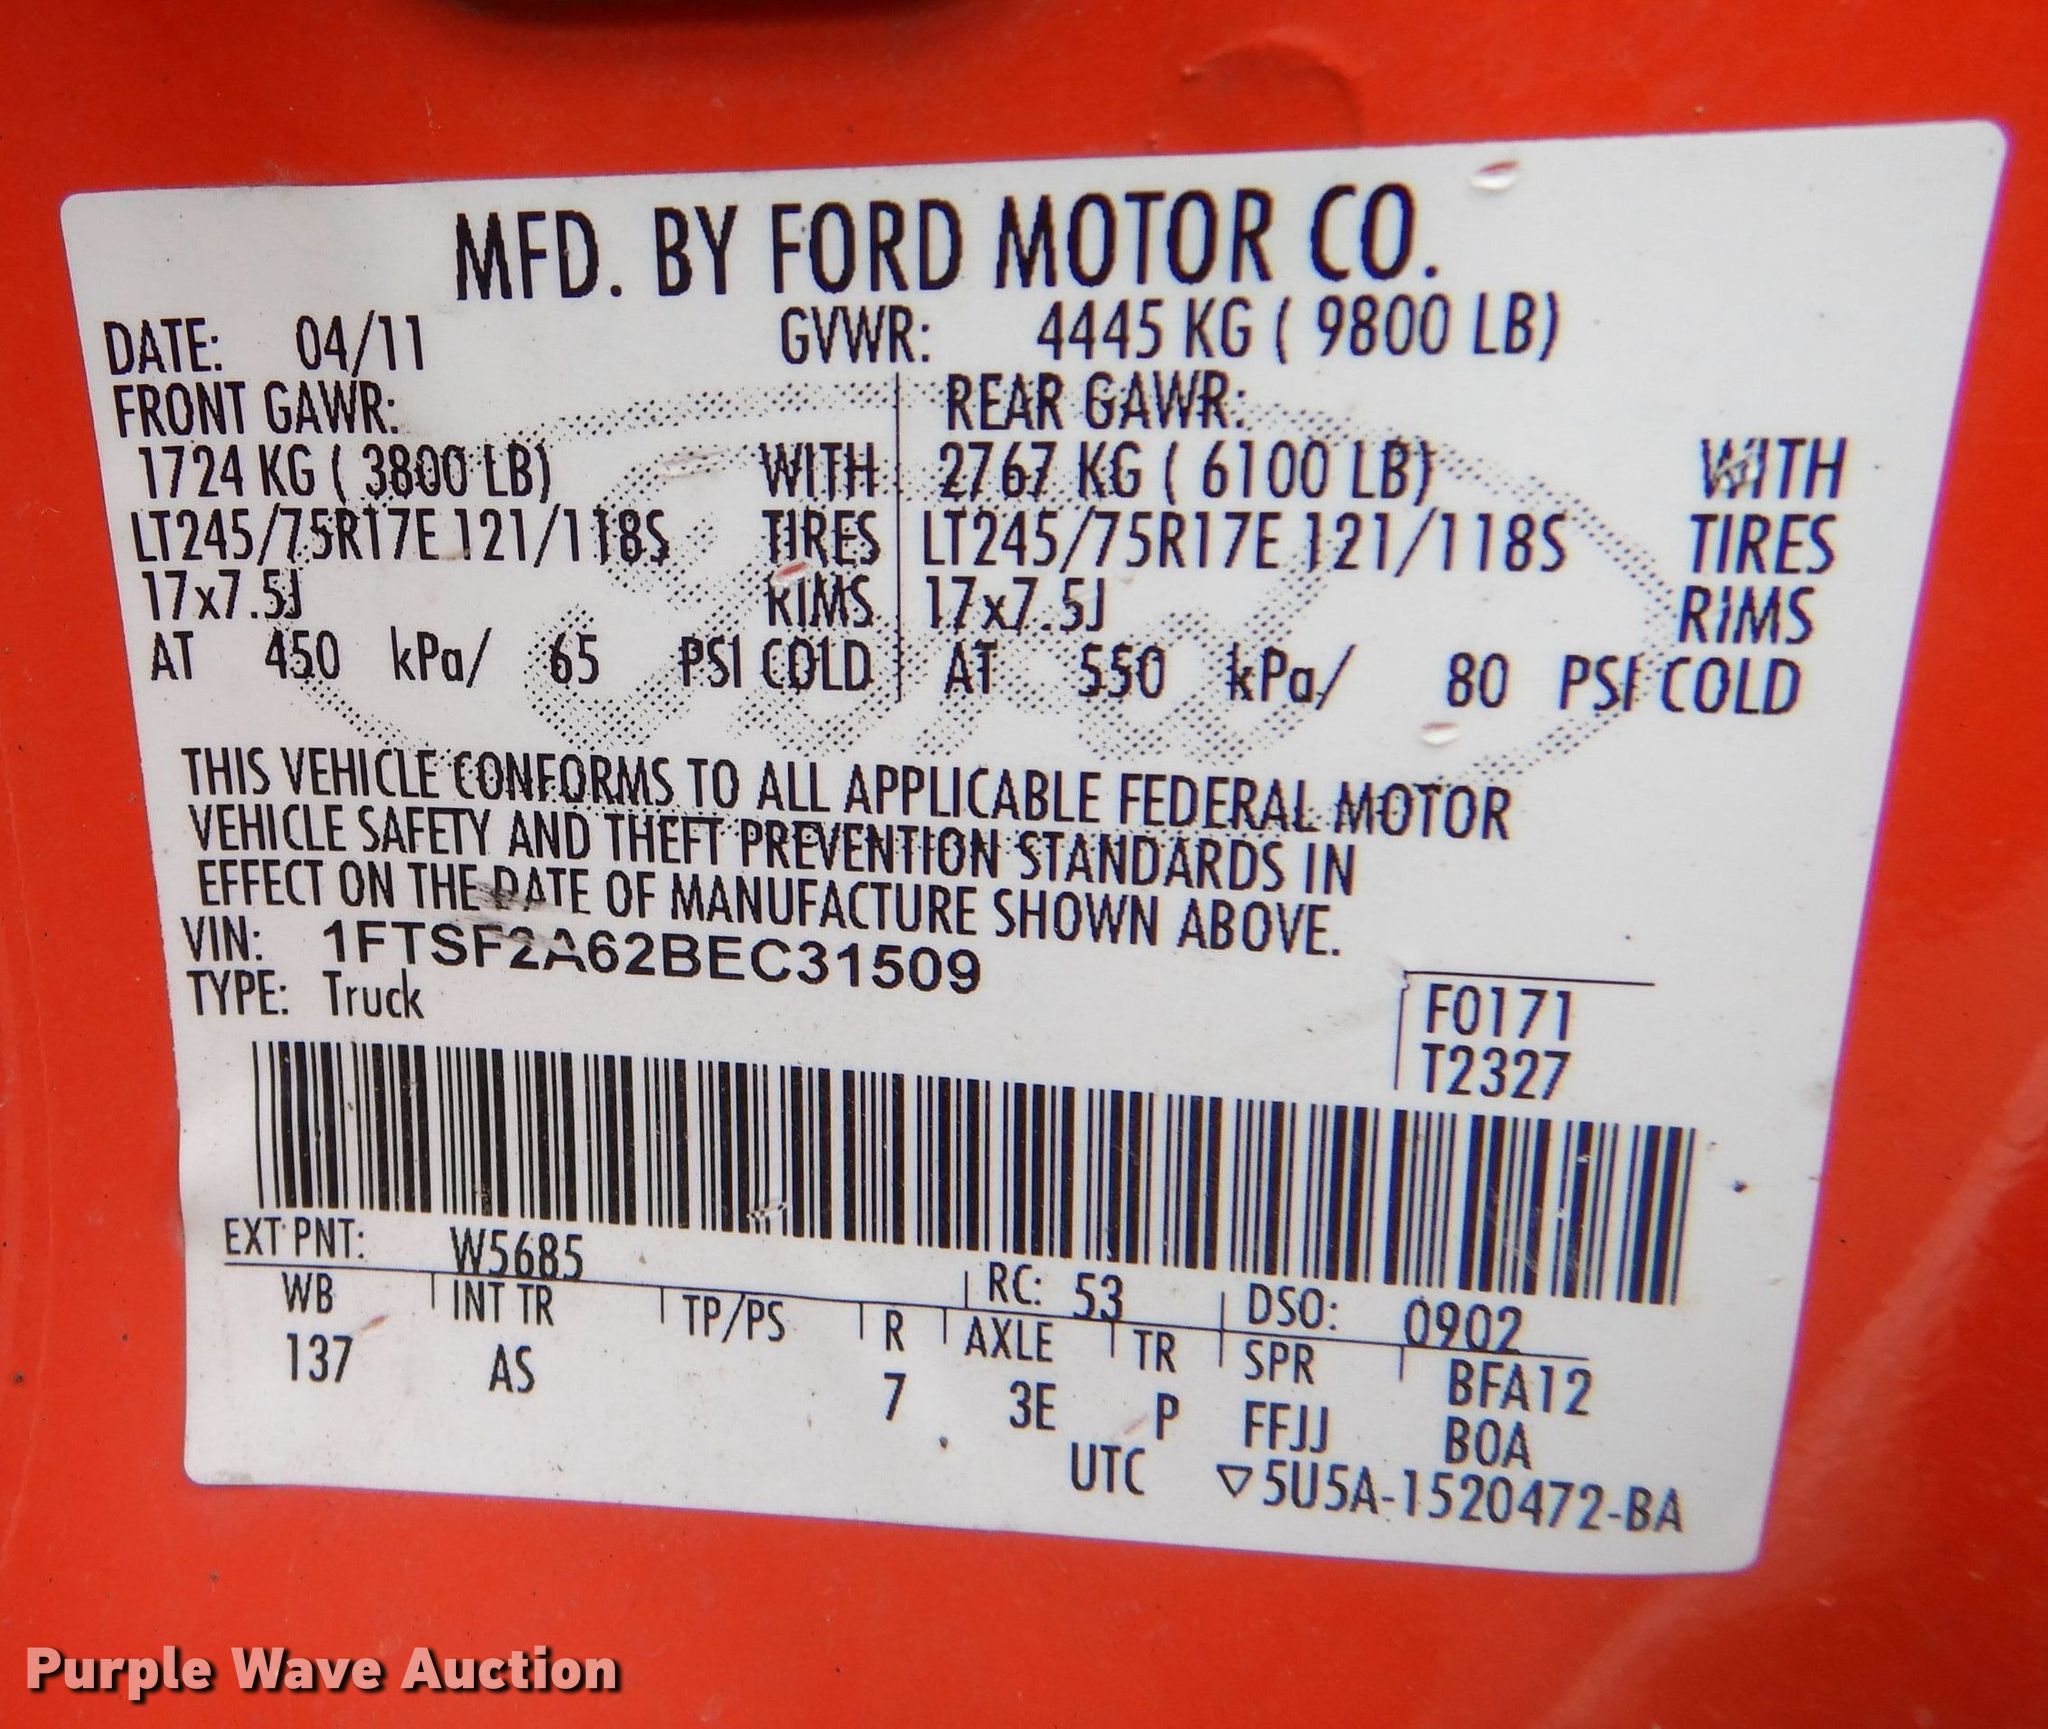 MFD. BY FORD MOTOR CO.
DATE: 04/11 GVWR: 4445 KG ( 9800 LB)
FRONT GAWR: REAR GAWR:
1724 KG ( 3800 LB) WITH 2767 KG ( 6100 LB) WITH
LT245/75R17E 121/118S TIRES LT245/75R17E 121/118S TIRES
17x7.5J RIMS 17x7.5J RIMS
AT 450 kPa/ 65 PSI COLD AT 550 kPa/ 80 PSI COLD
THIS VEHICLE CONFORMS TO ALL APPLICABLE FEDERAL MOTOR
VEHICLE SAFETY AND THEFT PREVENTION STANDARDS IN
EFFECT ON THE DATE OF MANUFACTURE SHOWN ABOVE.
VIN: 1FTSF2A62BEC31509
TYPE: Truck
F0171
T2327
EXT PNT: W5685 RC: 53 DSO: 0902
WB INT TR TP/PS R AXLE TR SPR BFA12
137 AS 7 3E P FFJJ BOA
UTC ▽5U5A-1520472-BA
Purple Wave Auction